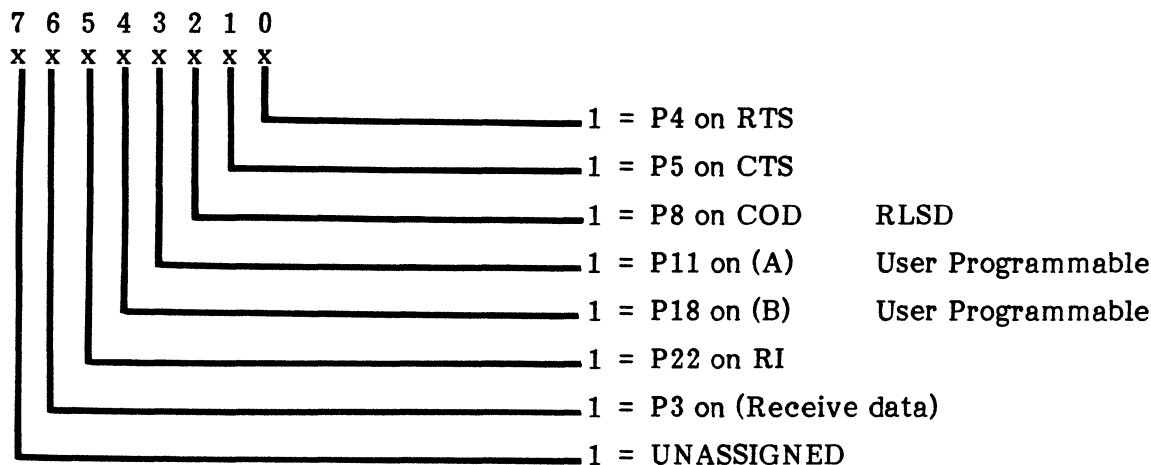 7 6 5 4 3 2 1 0
x x x x x x x x
1 = P4 on RTS
1 = P5 on CTS
1 = P8 on COD RLSD
1 = P11 on (A) User Programmable
1 = P18 on (B) User Programmable
1 = P22 on RI
1 = P3 on (Receive data)
1 = UNASSIGNED